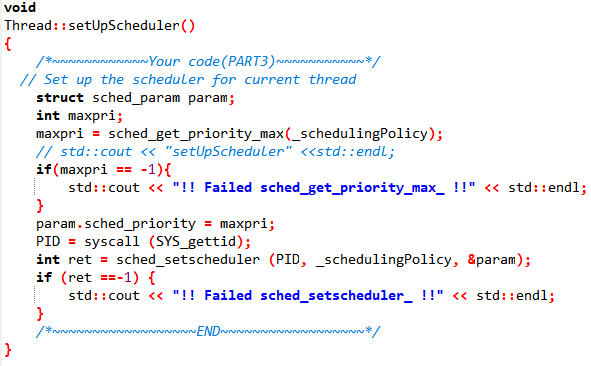 void
Thread::setUpScheduler()
{
/*~~~~~~~~~~~~Your code(PART3)~~~~~~~~~~~*/
// Set up the scheduler for current thread
struct sched_param param;
int maxpri;
maxpri = sched_get_priority_max(_schedulingPolicy);
// std::cout << "setUpScheduler" <<std::endl;
if(maxpri == -1){
std::cout << "!! Failed sched_get_priority_max_ !!" << std::endl;
}
param.sched_priority = maxpri;
PID = syscall (SYS_gettid);
int ret = sched_setscheduler (PID, _schedulingPolicy, &param);
if (ret ==-1) {
std::cout << "!! Failed sched_setscheduler_ !!" << std::endl;
}
/*~~~~~~~~~~~~~~~~~~END~~~~~~~~~~~~~~~~~~*/
}